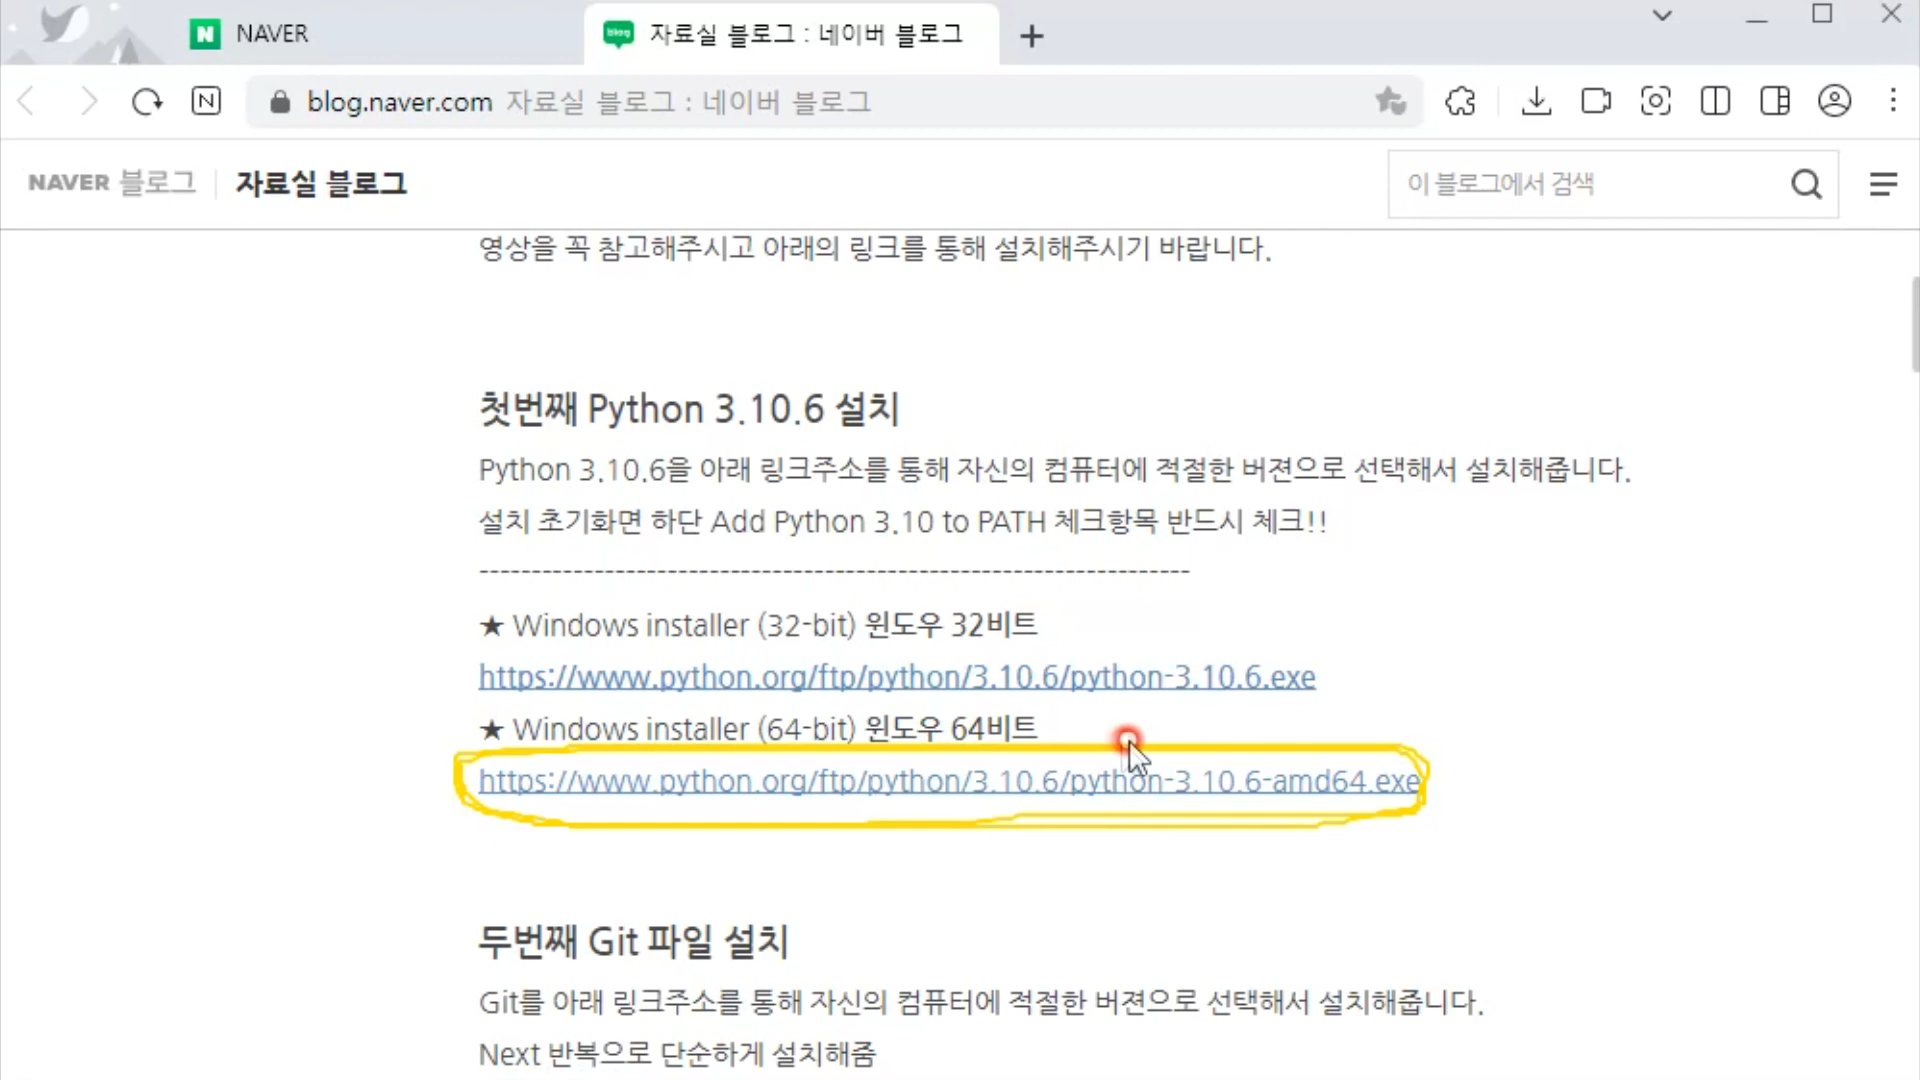 NAVER
blog 자료실 블로그 : 네이버 블로그
blog.naver.com 자료실 블로그 : 네이버 블로그
NAVER 블로그 자료실 블로그
이 블로그에서 검색
영상을 꼭 참고해주시고 아래의 링크를 통해 설치해주시기 바랍니다.
첫번째 Python 3.10.6 설치
Python 3.10.6을 아래 링크주소를 통해 자신의 컴퓨터에 적절한 버젼으로 선택해서 설치해줍니다.
설치 초기화면 하단 Add Python 3.10 to PATH 체크항목 반드시 체크!!
--------------------------------------------------------------------
★ Windows installer (32-bit) 윈도우 32비트
https://www.python.org/ftp/python/3.10.6/python-3.10.6.exe
★ Windows installer (64-bit) 윈도우 64비트
https://www.python.org/ftp/python/3.10.6/python-3.10.6-amd64.exe
두번째 Git 파일 설치
Git를 아래 링크주소를 통해 자신의 컴퓨터에 적절한 버젼으로 선택해서 설치해줍니다.
Next 반복으로 단순하게 설치해줌